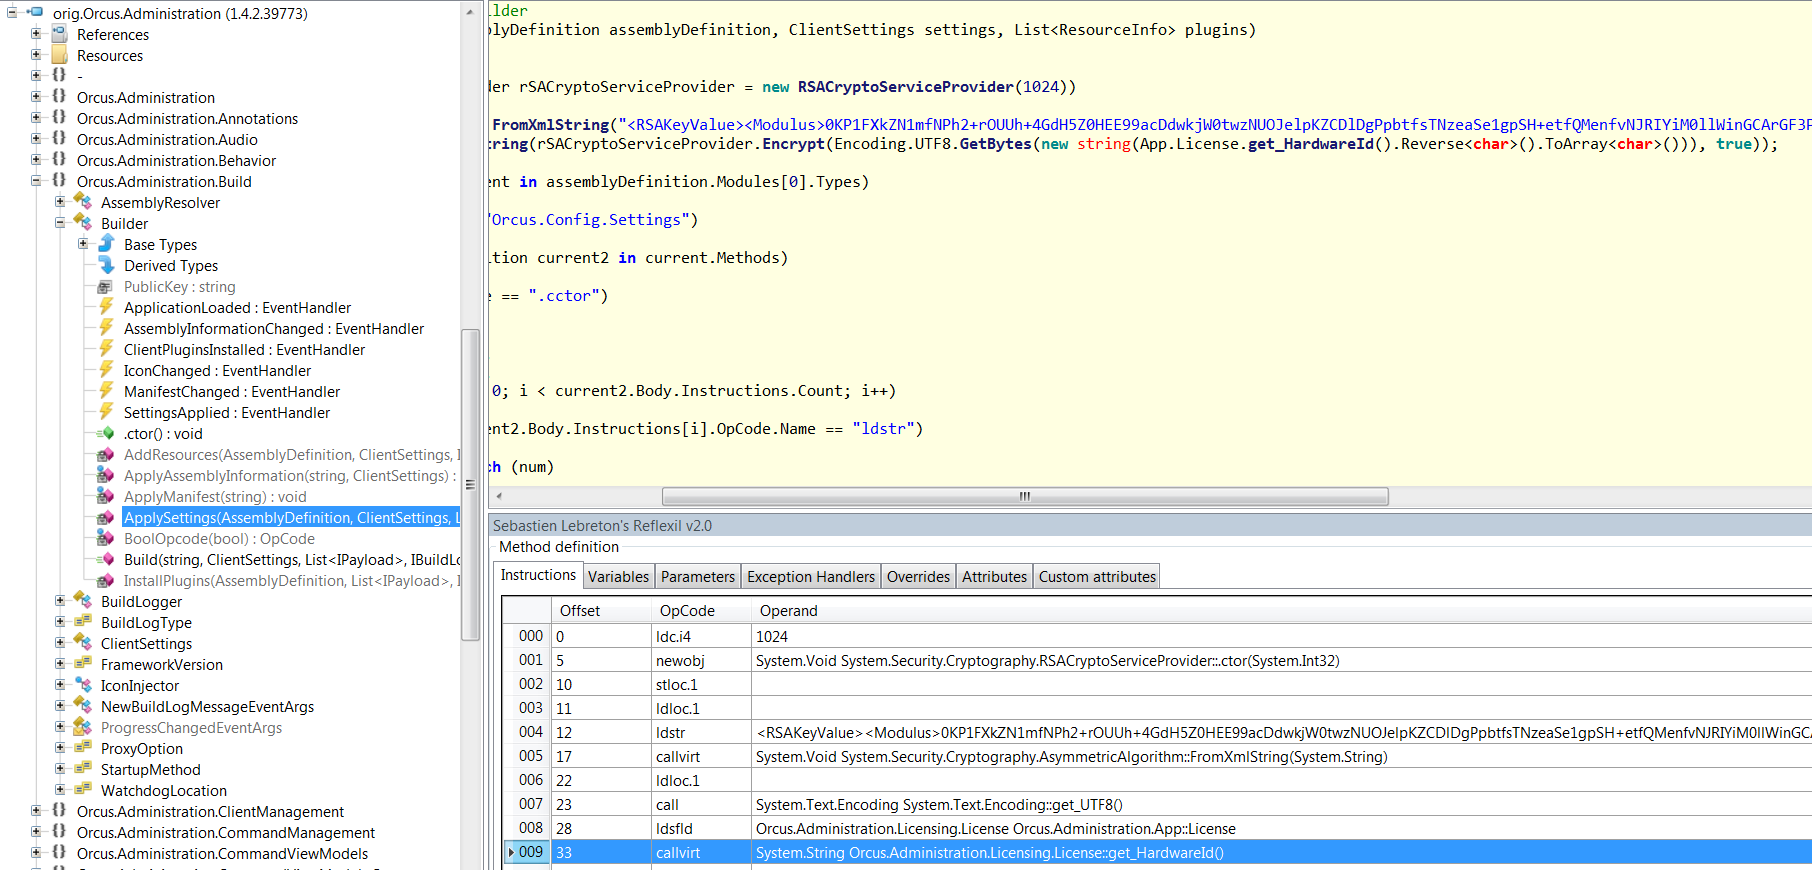 orig.Orcus.Administration (1.4.2.39773)
References
Resources
-
Orcus.Administration
Orcus.Administration.Annotations
Orcus.Administration.Audio
Orcus.Administration.Behavior
Orcus.Administration.Build
AssemblyResolver
Builder
Base Types
Derived Types
PublicKey : string
ApplicationLoaded : EventHandler
AssemblyInformationChanged : EventHandler
ClientPluginsInstalled : EventHandler
IconChanged : EventHandler
ManifestChanged : EventHandler
SettingsApplied : EventHandler
.ctor() : void
AddResources(AssemblyDefinition, ClientSettings, I
ApplyAssemblyInformation(string, ClientSettings) :
ApplyManifest(string) : void
ApplySettings(AssemblyDefinition, ClientSettings, L
BoolOpcode(bool) : OpCode
Build(string, ClientSettings, List<IPayload>, IBuildLo
InstallPlugins(AssemblyDefinition, List<IPayload>, I
BuildLogger
BuildLogType
ClientSettings
FrameworkVersion
IconInjector
NewBuildLogMessageEventArgs
ProgressChangedEventArgs
ProxyOption
StartupMethod
WatchdogLocation
Orcus.Administration.ClientManagement
Orcus.Administration.CommandManagement
Orcus.Administration.CommandViewModels
ilder
blyDefinition assemblyDefinition, ClientSettings settings, List<ResourceInfo> plugins)
der rSACryptoServiceProvider = new RSACryptoServiceProvider(1024))
FromXmlString("<RSAKeyValue><Modulus>0KP1FXkZN1mfNPh2+rOUUh+4GdH5Z0HEE99acDdwkjW0twzNUOJelpKZCDlDgPpbtfsTNzeaSe1gpSH+etfQMenfvNJRIYiM0llWinGCArGF3P
tring(rSACryptoServiceProvider.Encrypt(Encoding.UTF8.GetBytes(new string(App.License.get_HardwareId().Reverse<char>().ToArray<char>())), true));
ent in assemblyDefinition.Modules[0].Types)
"Orcus.Config.Settings")
ition current2 in current.Methods)
e == ".cctor")
0; i < current2.Body.Instructions.Count; i++)
ent2.Body.Instructions[i].OpCode.Name == "ldstr")
ch (num)
Sebastien Lebreton's Reflexil v2.0
Method definition
Instructions Variables Parameters Exception Handlers Overrides Attributes Custom attributes
Offset OpCode Operand
000 0 ldc.i4 1024
001 5 newobj System.Void System.Security.Cryptography.RSACryptoServiceProvider::.ctor(System.Int32)
002 10 stloc.1
003 11 ldloc.1
004 12 ldstr <RSAKeyValue><Modulus>0KP1FXkZN1mfNPh2+rOUUh+4GdH5Z0HEE99acDdwkjW0twzNUOJelpKZCDlDgPpbtfsTNzeaSe1gpSH+etfQMenfvNJRIYiM0llWinGCA
005 17 callvirt System.Void System.Security.Cryptography.AsymmetricAlgorithm::FromXmlString(System.String)
006 22 ldloc.1
007 23 call System.Text.Encoding System.Text.Encoding::get_UTF8()
008 28 ldsfld Orcus.Administration.Licensing.License Orcus.Administration.App::License
009 33 callvirt System.String Orcus.Administration.Licensing.License::get_HardwareId()